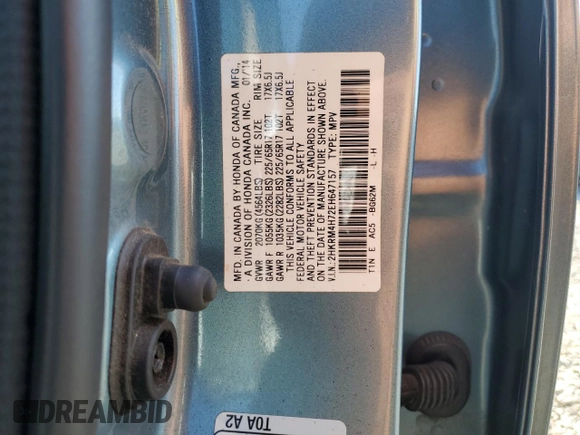 MFD. IN CANADA BY HONDA OF CANADA MFG.,
A DIVISION OF HONDA CANADA INC. 01/14
GVWR 2070KG(4564LBS) TIRE SIZE RIM SIZE
GAWR F 1055KG(2326LBS) 225/65R17 102T 17X6.5J
GAWR R 1035KG(2282LBS) 225/65R17 102T 17X6.5J
THIS VEHICLE CONFORMS TO ALL APPLICABLE
FEDERAL MOTOR VEHICLE SAFETY
AND THEFT PREVENTION STANDARDS IN EFFECT
ON THE DATE OF MANUFACTURE SHOWN ABOVE.
V.I.N.: 2HKRM4H72EH647157 TYPE: MPV
T1N E AC5 -BG62M -L -H
T0A A2
DREAMBID